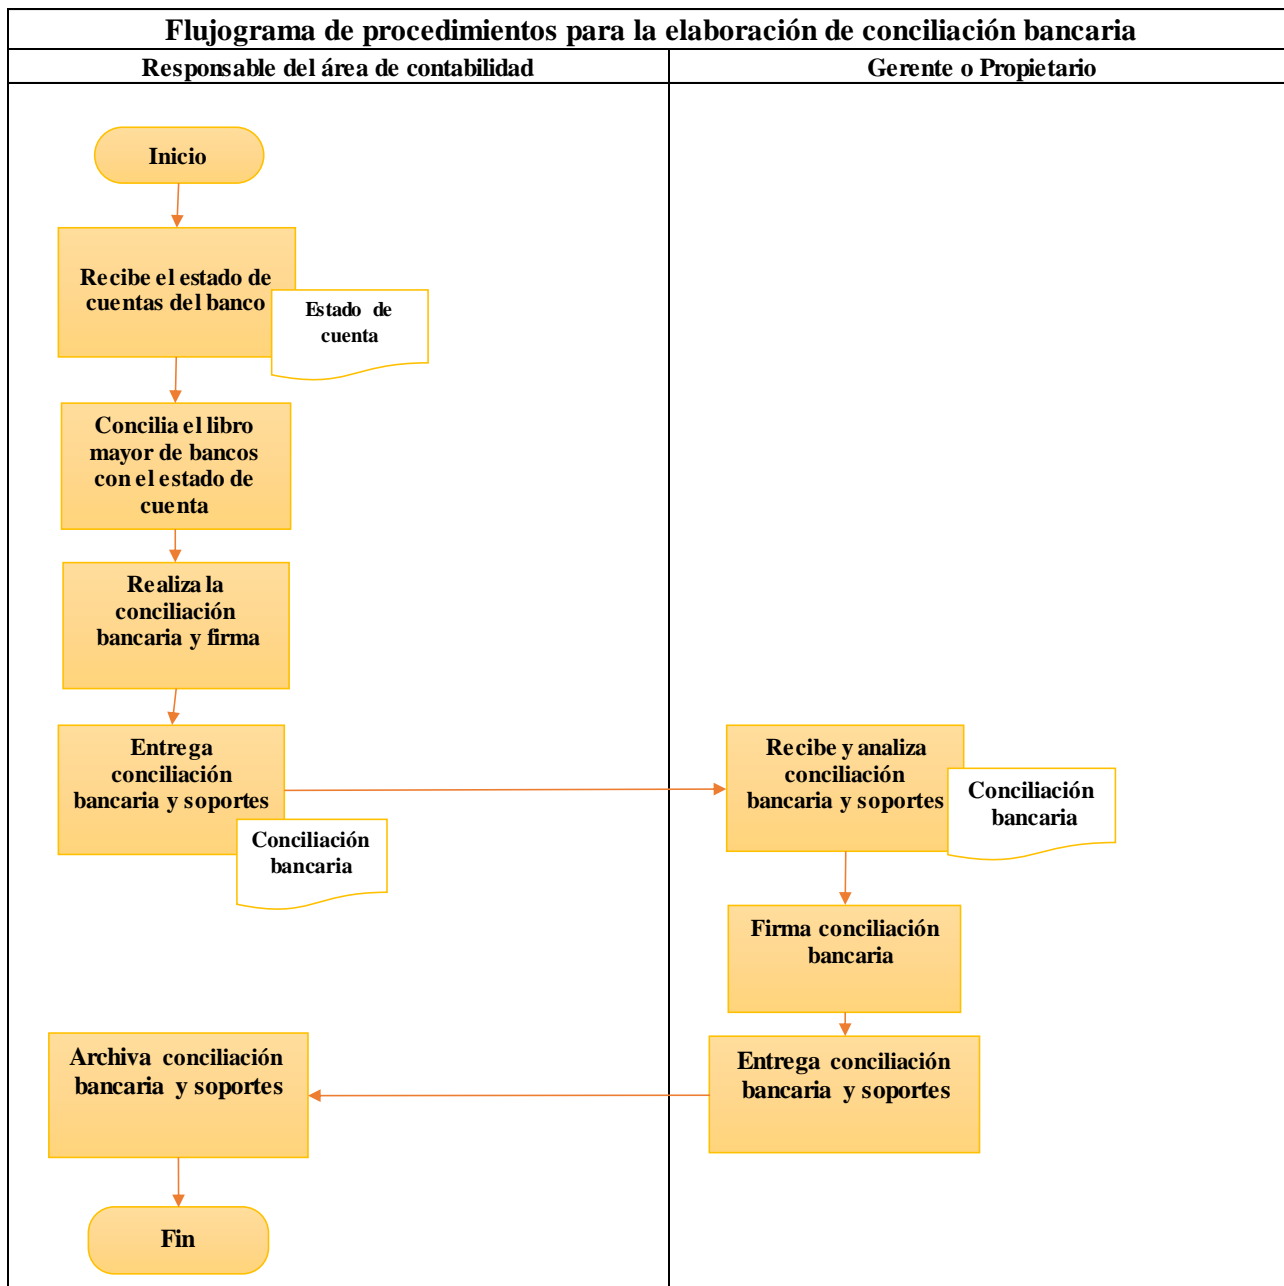 Flujograma de procedimientos para la elaboración de conciliación bancaria
Responsable del área de contabilidad
Gerente o Propietario
Inicio
Recibe el estado de
cuentas del banco
Estado de
cuenta
Concilia el libro
mayor de bancos
con el estado de
cuenta
Realiza la
conciliación
bancaria y firma
Entrega
conciliación
bancaria y soportes
Conciliación
bancaria
Recibe y analiza
conciliación
bancaria y soportes
Conciliación
bancaria
Firma conciliación
bancaria
Entrega conciliación
bancaria y soportes
Archiva conciliación
bancaria y soportes
Fin